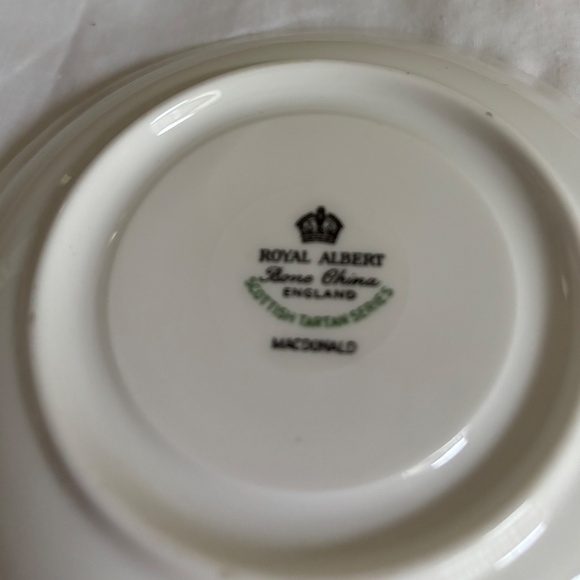 ROYAL ALBERT
Bone China
ENGLAND
SCOTTISH TARTAN SERIES
MACDONALD